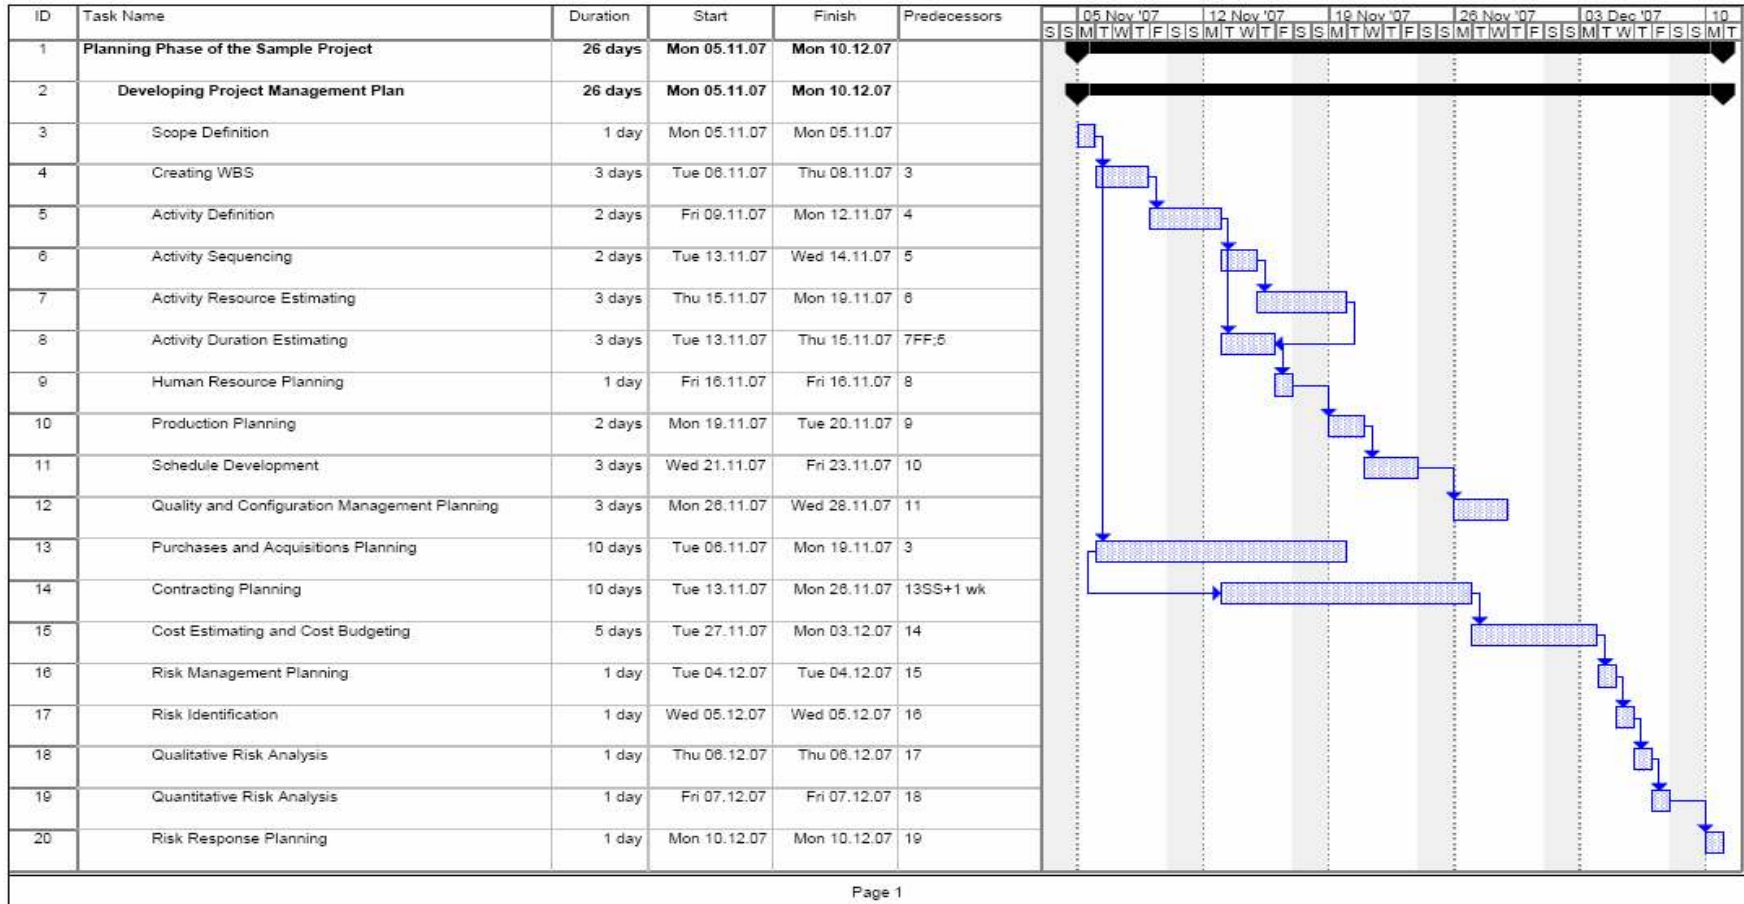 ID Task Name Duration Start Finish Predecessors 05 Nov '07 12 Nov '07 19 Nov '07 26 Nov '07 03 Dec '07 10
S S M T W T F S S M T W T F S S M T W T F S S M T W T F S S M T W T F S S M T
1 Planning Phase of the Sample Project 26 days Mon 05.11.07 Mon 10.12.07
2 Developing Project Management Plan 26 days Mon 05.11.07 Mon 10.12.07
3 Scope Definition 1 day Mon 05.11.07 Mon 05.11.07
4 Creating WBS 3 days Tue 06.11.07 Thu 08.11.07 3
5 Activity Definition 2 days Fri 09.11.07 Mon 12.11.07 4
6 Activity Sequencing 2 days Tue 13.11.07 Wed 14.11.07 5
7 Activity Resource Estimating 3 days Thu 15.11.07 Mon 19.11.07 6
8 Activity Duration Estimating 3 days Tue 13.11.07 Thu 15.11.07 7FF;5
9 Human Resource Planning 1 day Fri 16.11.07 Fri 16.11.07 8
10 Production Planning 2 days Mon 19.11.07 Tue 20.11.07 9
11 Schedule Development 3 days Wed 21.11.07 Fri 23.11.07 10
12 Quality and Configuration Management Planning 3 days Mon 26.11.07 Wed 28.11.07 11
13 Purchases and Acquisitions Planning 10 days Tue 06.11.07 Mon 19.11.07 3
14 Contracting Planning 10 days Tue 13.11.07 Mon 26.11.07 13SS+1 wk
15 Cost Estimating and Cost Budgeting 5 days Tue 27.11.07 Mon 03.12.07 14
16 Risk Management Planning 1 day Tue 04.12.07 Tue 04.12.07 15
17 Risk Identification 1 day Wed 05.12.07 Wed 05.12.07 16
18 Qualitative Risk Analysis 1 day Thu 06.12.07 Thu 06.12.07 17
19 Quantitative Risk Analysis 1 day Fri 07.12.07 Fri 07.12.07 18
20 Risk Response Planning 1 day Mon 10.12.07 Mon 10.12.07 19
Page 1